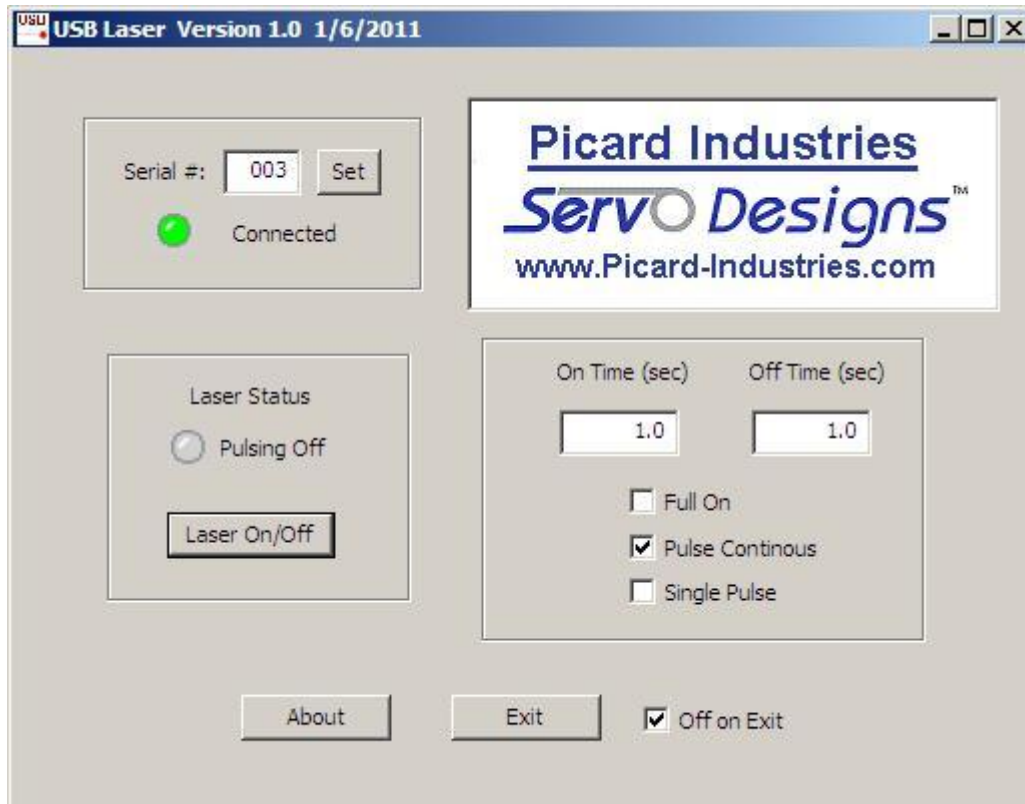 USB Laser Version 1.0 1/6/2011
Serial #: 003 Set
Connected
Picard Industries
Servo Designs™
www.Picard-Industries.com
Laser Status
Pulsing Off
Laser On/Off
On Time (sec) Off Time (sec)
1.0 1.0
Full On
Pulse Continous
Single Pulse
About Exit Off on Exit